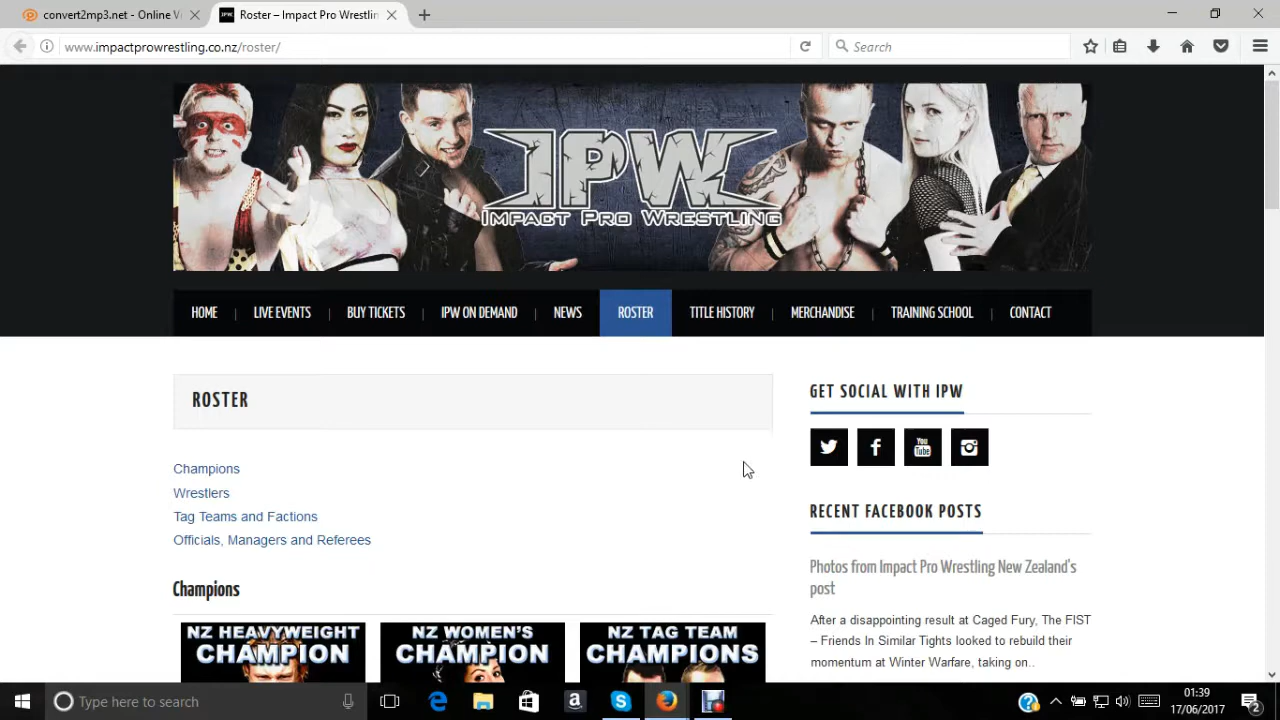 convert2mp3.net - Online V
Roster – Impact Pro Wrestlin
www.impactprowrestling.co.nz/roster/
Search
IPW
IMPACT PRO WRESTLING
HOME
LIVE EVENTS
BUY TICKETS
IPW ON DEMAND
NEWS
ROSTER
TITLE HISTORY
MERCHANDISE
TRAINING SCHOOL
CONTACT
ROSTER
Champions
Wrestlers
Tag Teams and Factions
Officials, Managers and Referees
Champions
NZ HEAVYWEIGHT
CHAMPION
NZ WOMEN'S
CHAMPION
NZ TAG TEAM
CHAMPIONS
GET SOCIAL WITH IPW
You
Tube
RECENT FACEBOOK POSTS
Photos from Impact Pro Wrestling New Zealand's
post
After a disappointing result at Caged Fury, The FIST
– Friends In Similar Tights looked to rebuild their
momentum at Winter Warfare, taking on..
Type here to search
01:39
17/06/2017
2